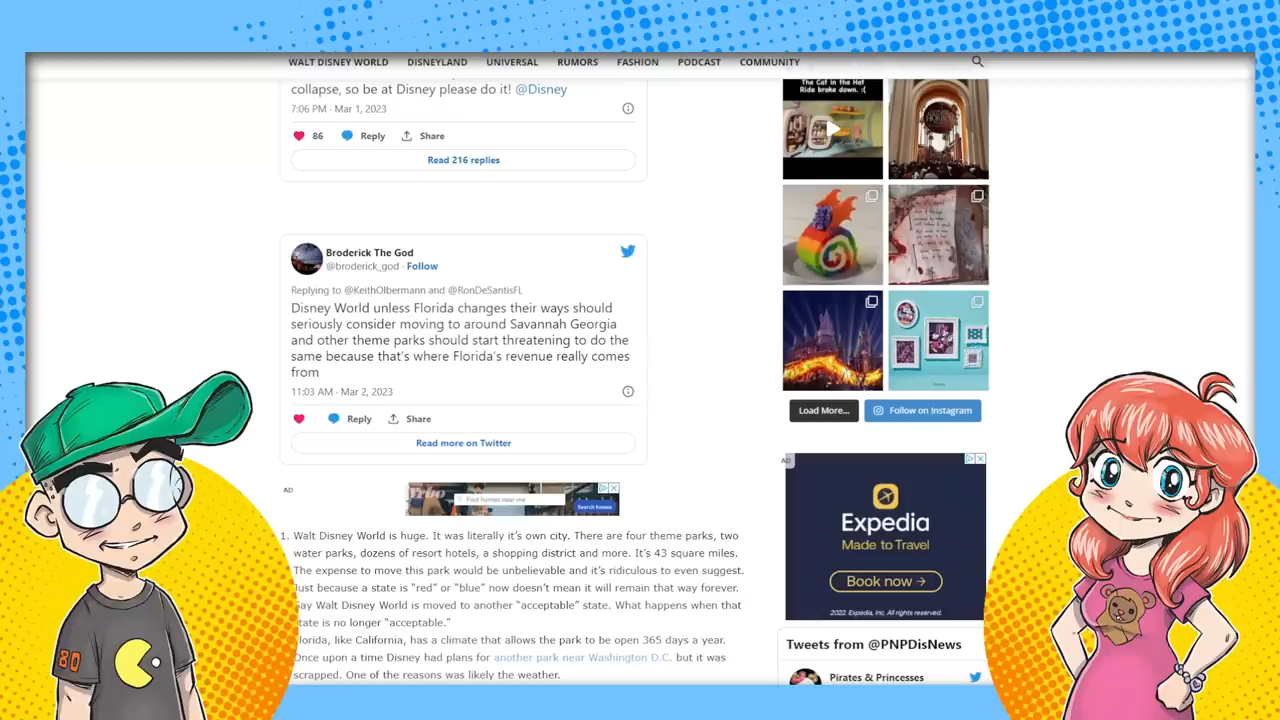 WALT DISNEY WORLD DISNEYLAND UNIVERSAL RUMORS FASHION PODCAST COMMUNITY
collapse, so be at Disney please do it! @Disney
7:06 PM · Mar 1, 2023
86 Reply Share
Read 216 replies
Broderick The God
@broderick_god · Follow
Replying to @KeithOlbermann and @RonDeSantisFL
Disney World unless Florida changes their ways should
seriously consider moving to around Savannah Georgia
and other theme parks should start threatening to do the
same because that's where Florida's revenue really comes
from
11:03 AM · Mar 2, 2023
Reply Share
Read more on Twitter
AD
Find homes near me
Search homes
1. Walt Disney World is huge. It was literally it's own city. There are four theme parks, two
water parks, dozens of resort hotels, a shopping district and more. It's 43 square miles.
The expense to move this park would be unbelievable and it's ridiculous to even suggest.
Just because a state is "red" or "blue" now doesn't mean it will remain that way forever.
Say Walt Disney World is moved to another "acceptable" state. What happens when that
state is no longer "acceptable."
Florida, like California, has a climate that allows the park to be open 365 days a year.
Once upon a time Disney had plans for another park near Washington D.C. but it was
scrapped. One of the reasons was likely the weather.
The Cat in the Hat
Ride broke down. :(
Load More... Follow on Instagram
AD
Expedia
Made to Travel
Book now →
2022 Expedia, Inc. All rights reserved.
Tweets from @PNPDisNews
Pirates & Princesses
80